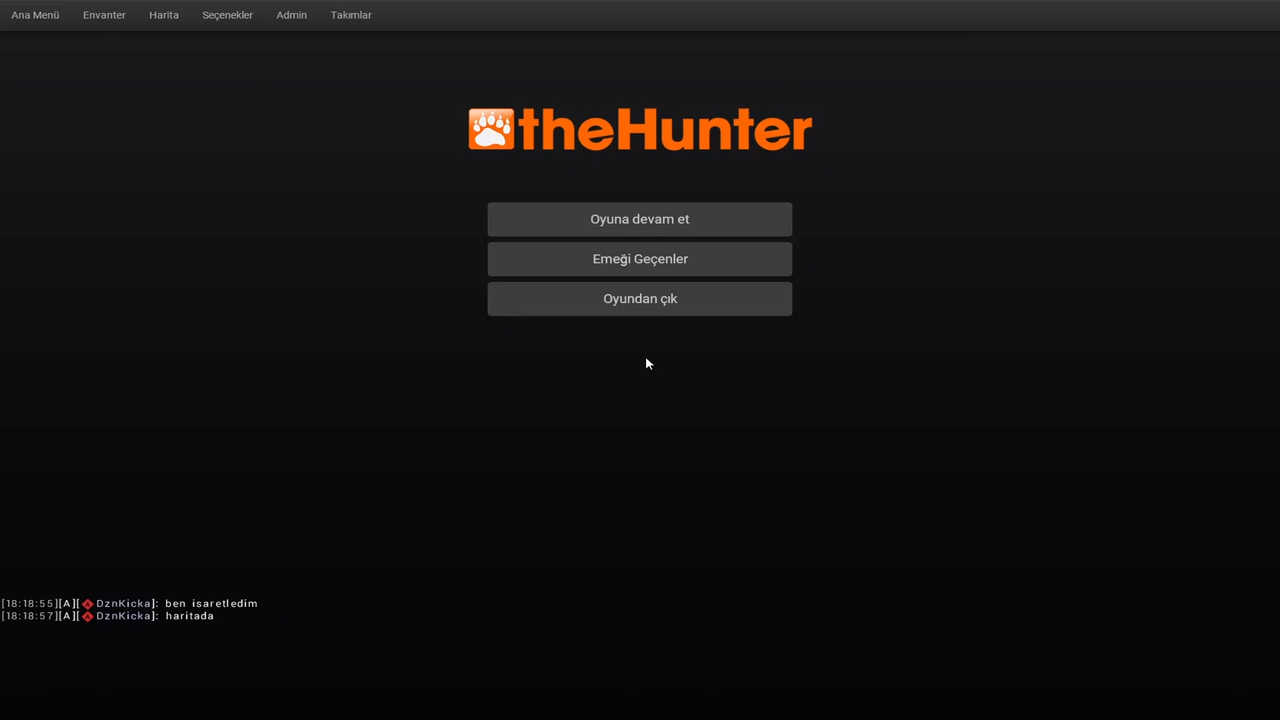 Ana Menü Envanter Harita Seçenekler Admin Takımlar
theHunter
Oyuna devam et
Emeği Geçenler
Oyundan çık
[18:18:55][A][DznKicka]: ben isaretledim
[18:18:57][A][DznKicka]: haritada